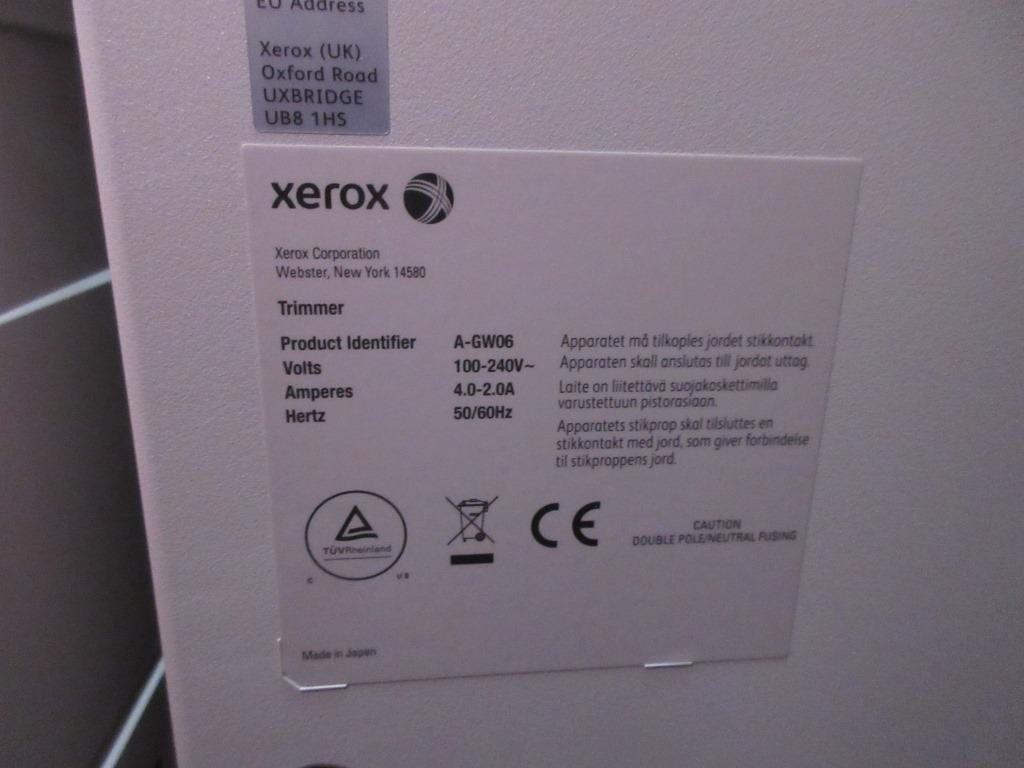 EU Address
Xerox (UK)
Oxford Road
UXBRIDGE
UB8 1HS
xerox
Xerox Corporation
Webster, New York 14580
Trimmer
Product Identifier A-GW06
Volts 100-240V~
Amperes 4.0-2.0A
Hertz 50/60Hz
Apparatet må tilkoples jordet stikkontakt.
Apparaten skall anslutas till jordat uttag.
Laite on liitettävä suojakoskettimilla
varustettuun pistorasiaan.
Apparatets stikprop skal tilsluttes en
stikkontakt med jord, som giver forbindelse
til stikproppens jord.
TÜVRheinland
C US
CE
CAUTION
DOUBLE POLE/NEUTRAL FUSING
Made in Japan